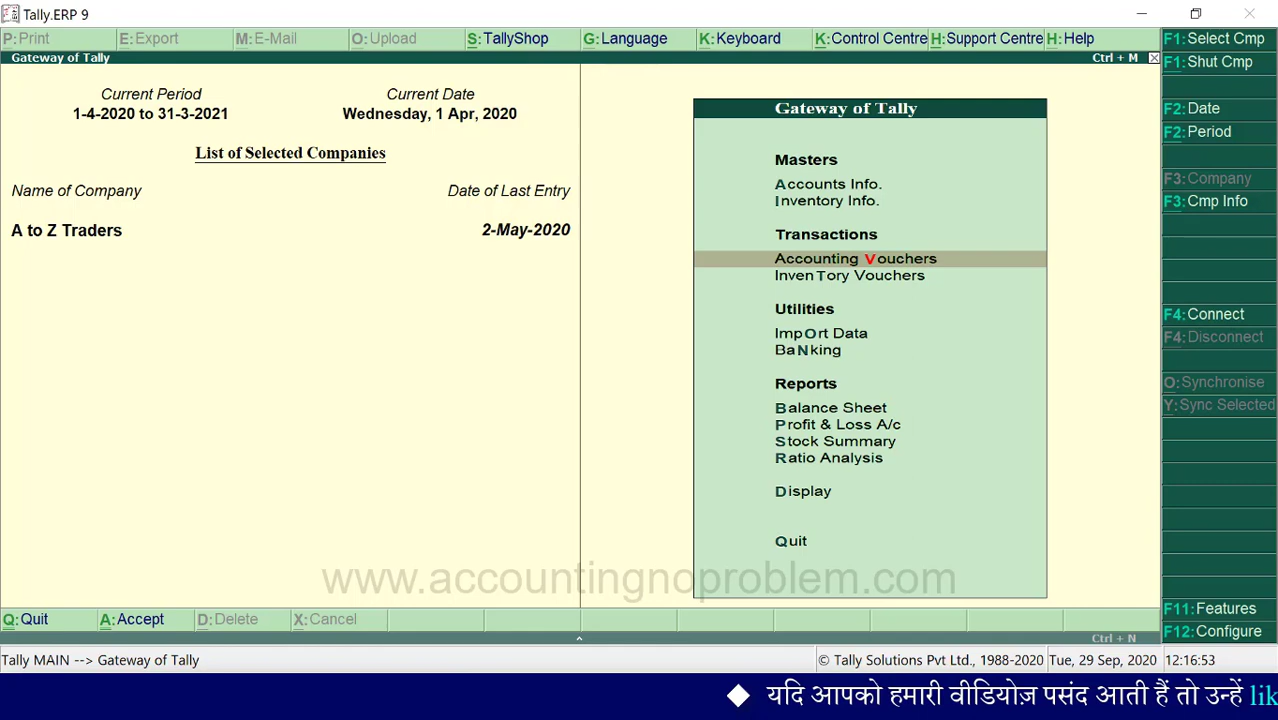 Tally.ERP 9
P: Print E: Export M: E-Mail O: Upload S: TallyShop G: Language K: Keyboard K: Control Centre H: Support Centre H: Help
Gateway of Tally Ctrl + M
Current Period Current Date
1-4-2020 to 31-3-2021 Wednesday, 1 Apr, 2020
List of Selected Companies
Name of Company Date of Last Entry
A to Z Traders 2-May-2020
Gateway of Tally
Masters
Accounts Info.
Inventory Info.
Transactions
Accounting Vouchers
InvenTory Vouchers
Utilities
ImpOrt Data
BaNking
Reports
Balance Sheet
Profit & Loss A/c
Stock Summary
Ratio Analysis
Display
Quit
F1: Select Cmp
F1: Shut Cmp
F2: Date
F2: Period
F3: Company
F3: Cmp Info
F4: Connect
F4: Disconnect
O: Synchronise
Y: Sync Selected
F11: Features
F12: Configure
www.accountingnoproblem.com
Q: Quit A: Accept D: Delete X: Cancel
Ctrl + N
Tally MAIN --> Gateway of Tally © Tally Solutions Pvt Ltd., 1988-2020 Tue, 29 Sep, 2020 12:16:53
यदि आपको हमारी वीडियोज़ पसंद आती हैं तो उन्हें lik